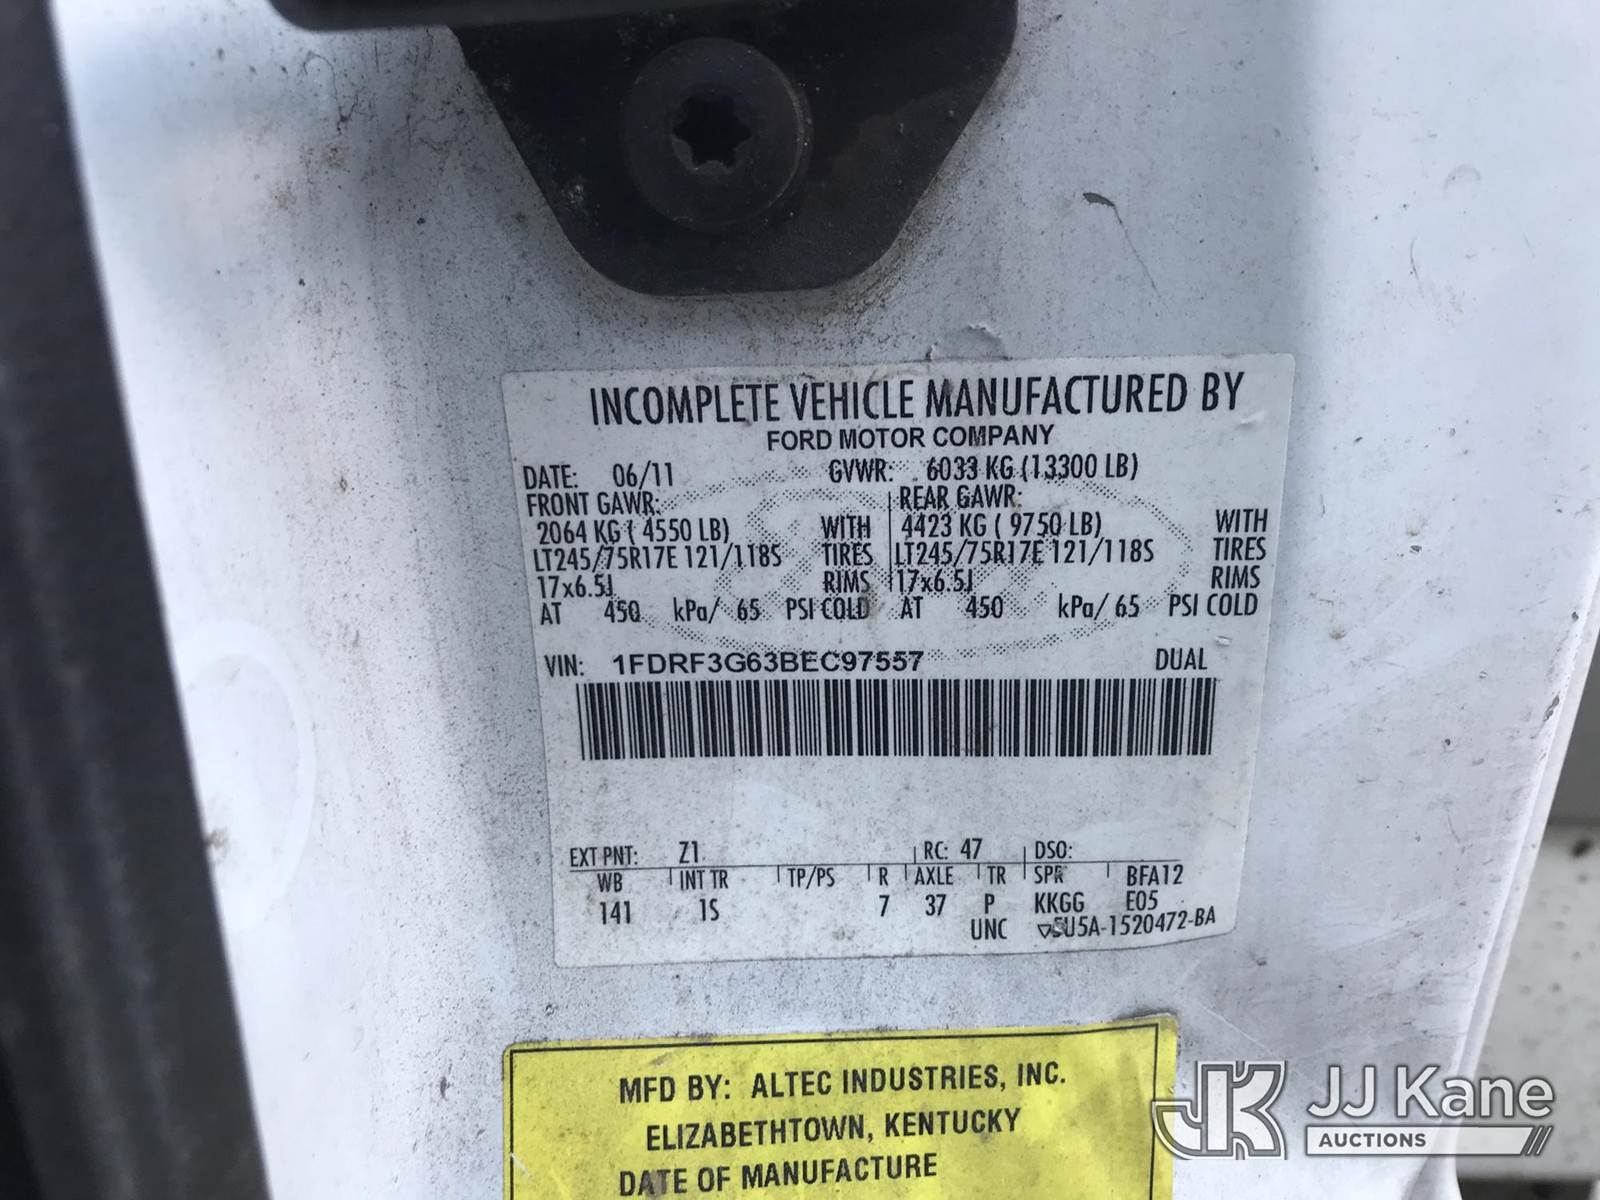 INCOMPLETE VEHICLE MANUFACTURED BY
FORD MOTOR COMPANY
DATE: 06/11 GVWR: 6033 KG (13300 LB)
FRONT GAWR: REAR GAWR:
2064 KG ( 4550 LB) WITH 4423 KG ( 9750 LB) WITH
LT245/75R17E 121/118S TIRES LT245/75R17E 121/118S TIRES
17x6.5J RIMS 17x6.5J RIMS
AT 450 kPa/ 65 PSI COLD AT 450 kPa/ 65 PSI COLD
VIN: 1FDRF3G63BEC97557 DUAL
EXT PNT: Z1 RC: 47 DSO:
WB INT TR TP/PS R AXLE TR SPR BFA12
141 1S 7 37 P KKGG E05
UNC ▽5U5A-1520472-BA
MFD BY: ALTEC INDUSTRIES, INC.
ELIZABETHTOWN, KENTUCKY
DATE OF MANUFACTURE
JK JJ Kane
AUCTIONS